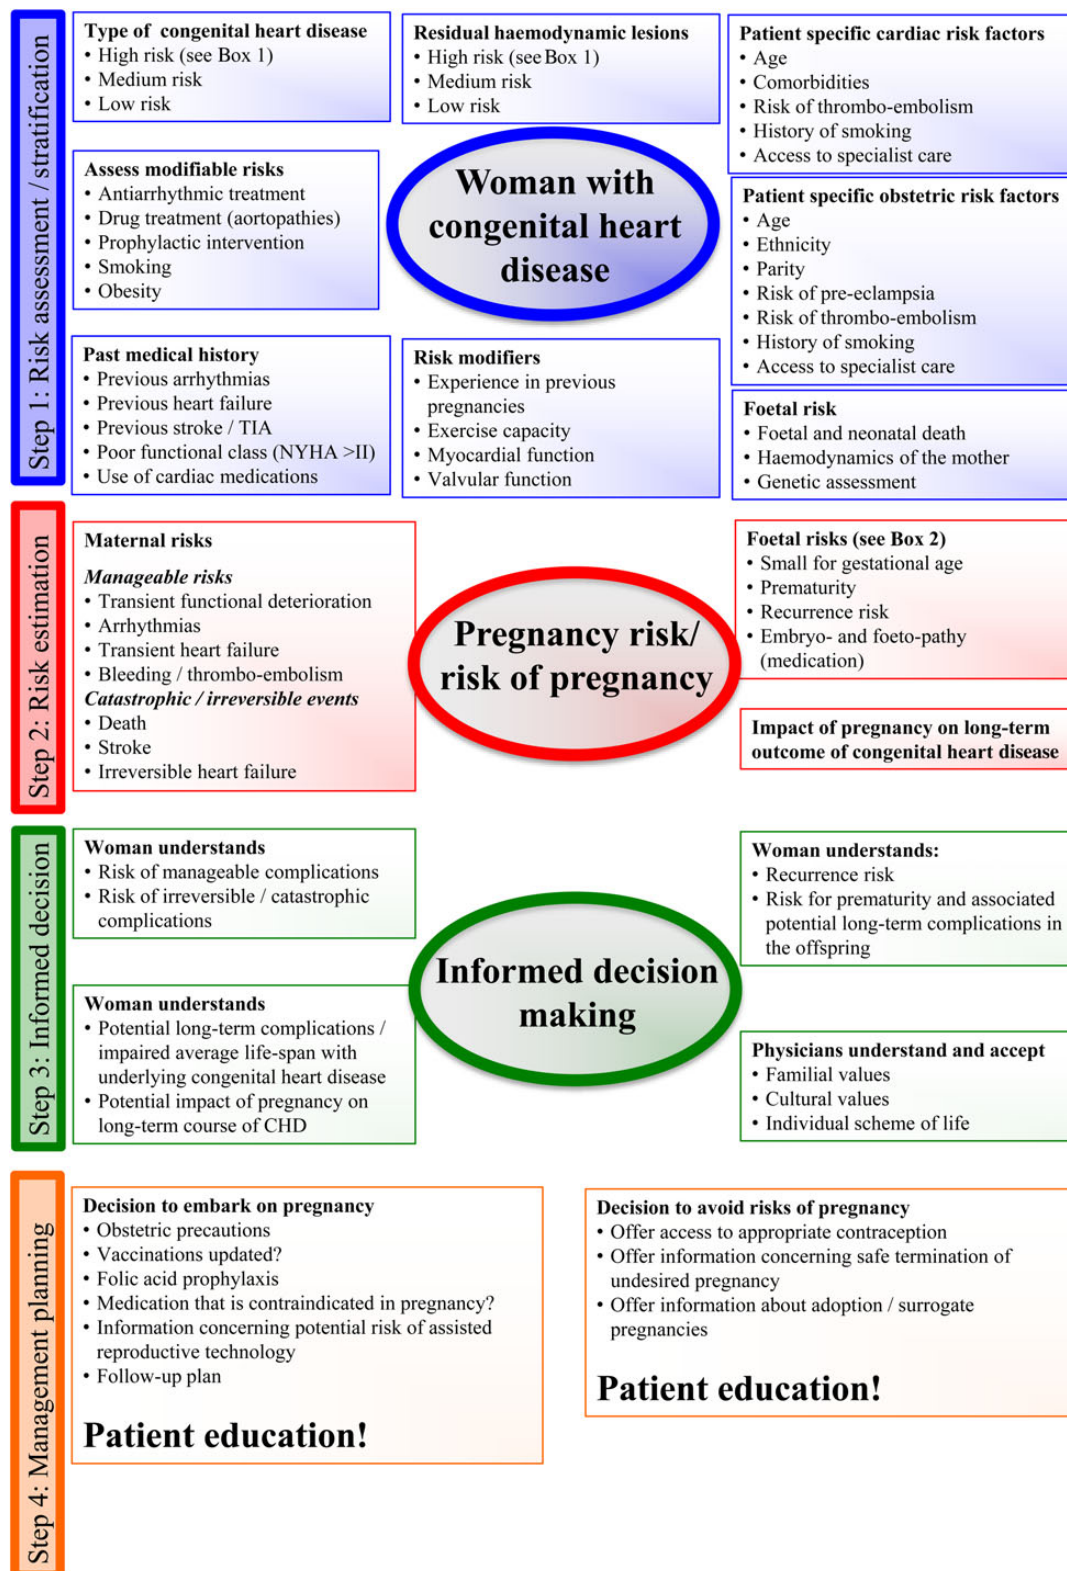 Step 1: Risk assessment / stratification
Type of congenital heart disease
• High risk (see Box 1)
• Medium risk
• Low risk
Residual haemodynamic lesions
• High risk (see Box 1)
• Medium risk
• Low risk
Patient specific cardiac risk factors
• Age
• Comorbidities
• Risk of thrombo-embolism
• History of smoking
• Access to specialist care
Assess modifiable risks
• Antiarrhythmic treatment
• Drug treatment (aortopathies)
• Prophylactic intervention
• Smoking
• Obesity
Woman with
congenital heart
disease
Patient specific obstetric risk factors
• Age
• Ethnicity
• Parity
• Risk of pre-eclampsia
• Risk of thrombo-embolism
• History of smoking
• Access to specialist care
Past medical history
• Previous arrhythmias
• Previous heart failure
• Previous stroke / TIA
• Poor functional class (NYHA >II)
• Use of cardiac medications
Risk modifiers
• Experience in previous
pregnancies
• Exercise capacity
• Myocardial function
• Valvular function
Foetal risk
• Foetal and neonatal death
• Haemodynamics of the mother
• Genetic assessment
Step 2: Risk estimation
Maternal risks
Manageable risks
• Transient functional deterioration
• Arrhythmias
• Transient heart failure
• Bleeding / thrombo-embolism
Catastrophic / irreversible events
• Death
• Stroke
• Irreversible heart failure
Pregnancy risk/
risk of pregnancy
Foetal risks (see Box 2)
• Small for gestational age
• Prematurity
• Recurrence risk
• Embryo- and foeto-pathy
(medication)
Impact of pregnancy on long-term
outcome of congenital heart disease
Step 3: Informed decision
Woman understands
• Risk of manageable complications
• Risk of irreversible / catastrophic
complications
Woman understands
• Potential long-term complications /
impaired average life-span with
underlying congenital heart disease
• Potential impact of pregnancy on
long-term course of CHD
Informed decision
making
Woman understands:
• Recurrence risk
• Risk for prematurity and associated
potential long-term complications in
the offspring
Physicians understand and accept
• Familial values
• Cultural values
• Individual scheme of life
Step 4: Management planning
Decision to embark on pregnancy
• Obstetric precautions
• Vaccinations updated?
• Folic acid prophylaxis
• Medication that is contraindicated in pregnancy?
• Information concerning potential risk of assisted
reproductive technology
• Follow-up plan
Patient education!
Decision to avoid risks of pregnancy
• Offer access to appropriate contraception
• Offer information concerning safe termination of
undesired pregnancy
• Offer information about adoption / surrogate
pregnancies
Patient education!